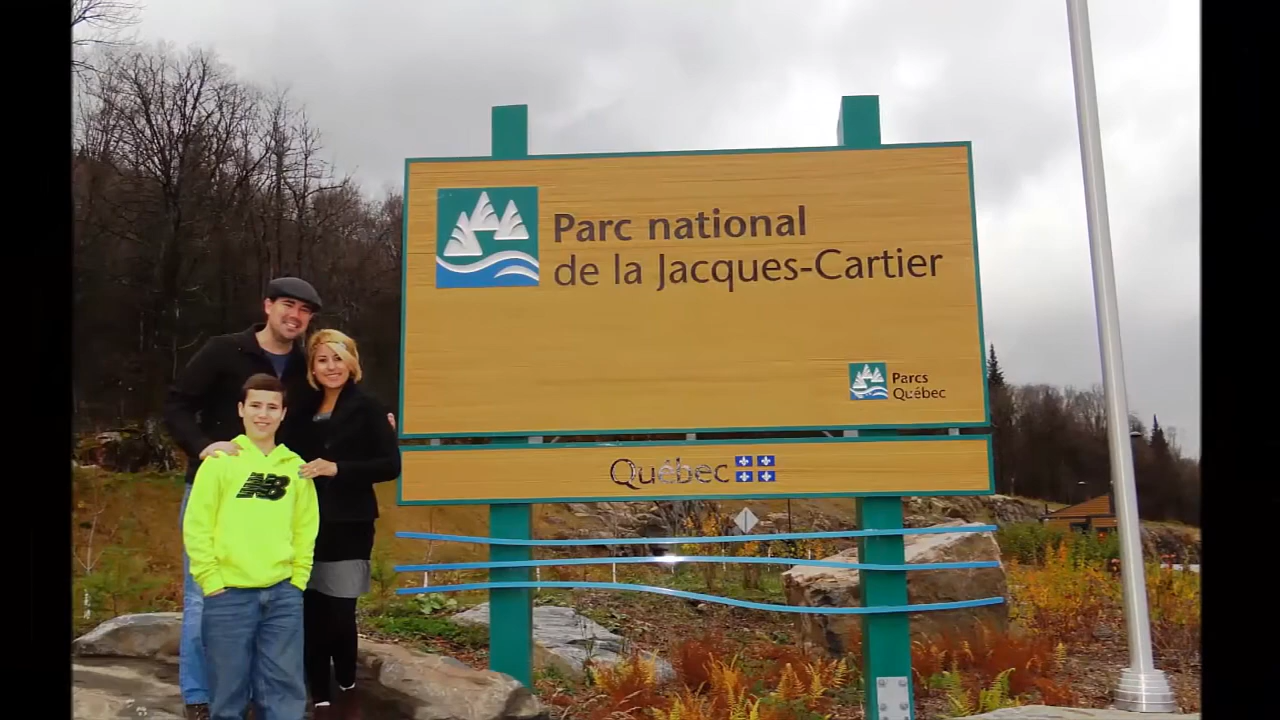 Parc national
de la Jacques-Cartier
Parcs
Québec
Québec
NB